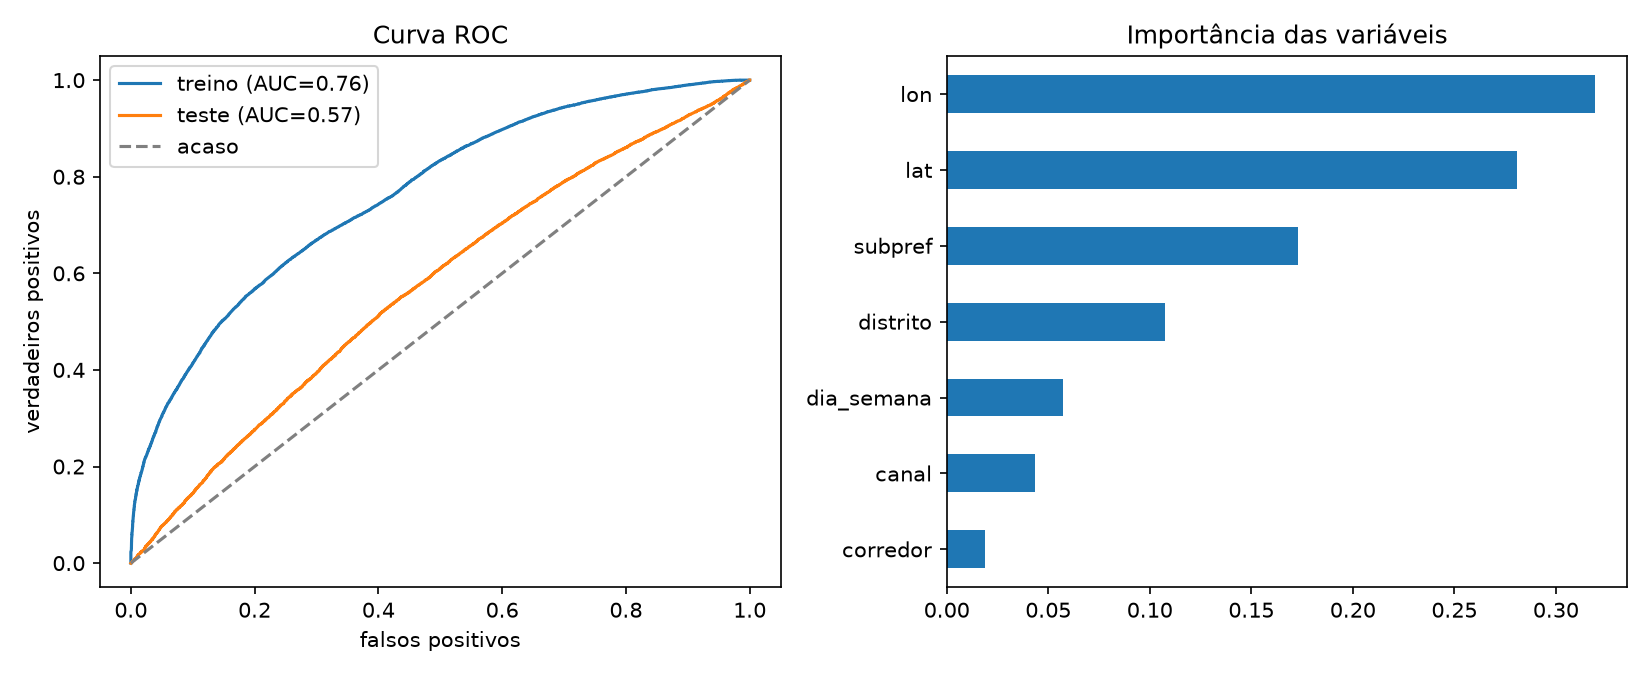 Curva ROC
treino (AUC=0.76)
teste (AUC=0.57)
acaso
verdadeiros positivos
1.0
0.8
0.6
0.4
0.2
0.0
0.0 0.2 0.4 0.6 0.8 1.0
falsos positivos
Importância das variáveis
lon
lat
subpref
distrito
dia_semana
canal
corredor
0.00 0.05 0.10 0.15 0.20 0.25 0.30